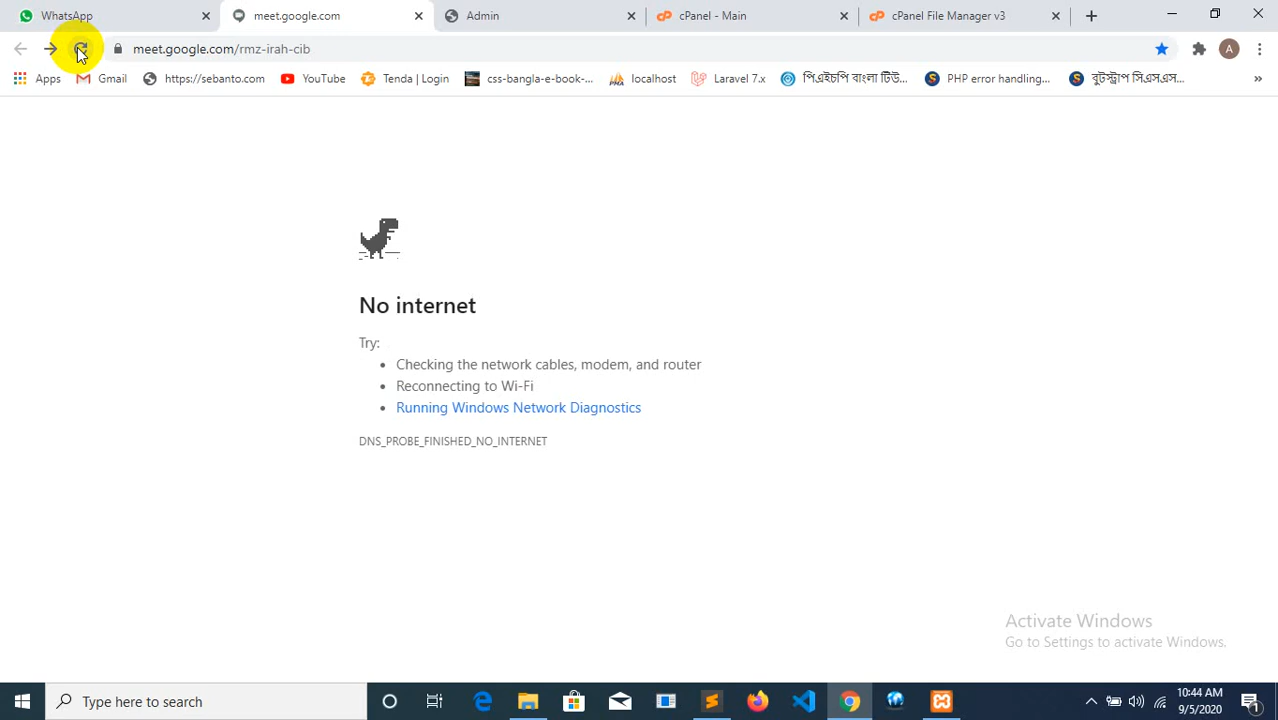 WhatsApp meet.google.com Admin cPanel - Main cPanel File Manager v3
meet.google.com/rmz-irah-cib A
Apps Gmail https://sebanto.com YouTube Tenda | Login css-bangla-e-book-... localhost Laravel 7.x পিএইচপি বাংলা টিউ... PHP error handling... বুটস্ট্রাপ সিএসএস... »
No internet
Try:
• Checking the network cables, modem, and router
• Reconnecting to Wi-Fi
• Running Windows Network Diagnostics
DNS_PROBE_FINISHED_NO_INTERNET
Activate Windows
Go to Settings to activate Windows.
Type here to search
10:44 AM
9/5/2020
1